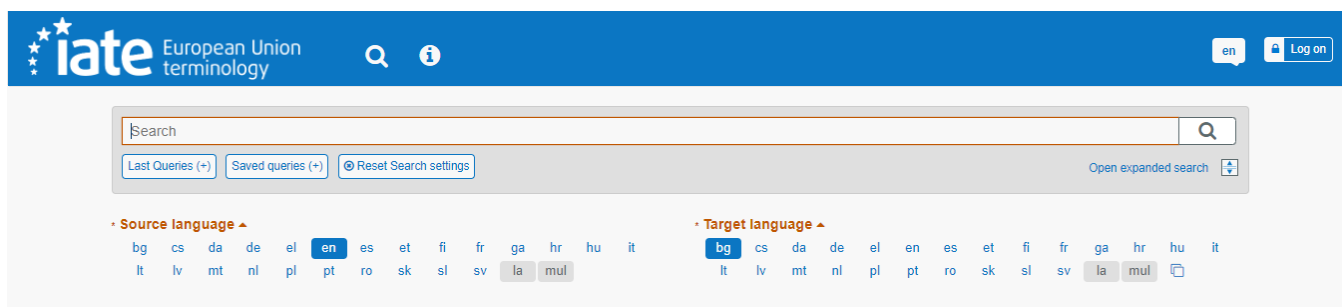 iate European Union terminology
en
Log on
Search
Last Queries (+) Saved queries (+) Reset Search settings
Open expanded search
* Source language
bg cs da de el en es et fi fr ga hr hu it
lt lv mt nl pl pt ro sk sl sv la mul
* Target language
bg cs da de el en es et fi fr ga hr hu it
lt lv mt nl pl pt ro sk sl sv la mul